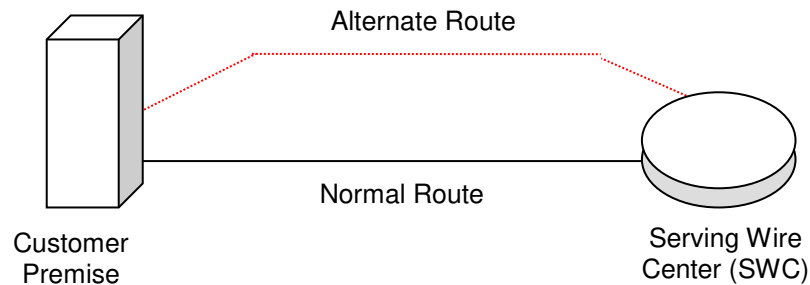 Alternate Route
Normal Route
Customer
Premise
Serving Wire
Center (SWC)